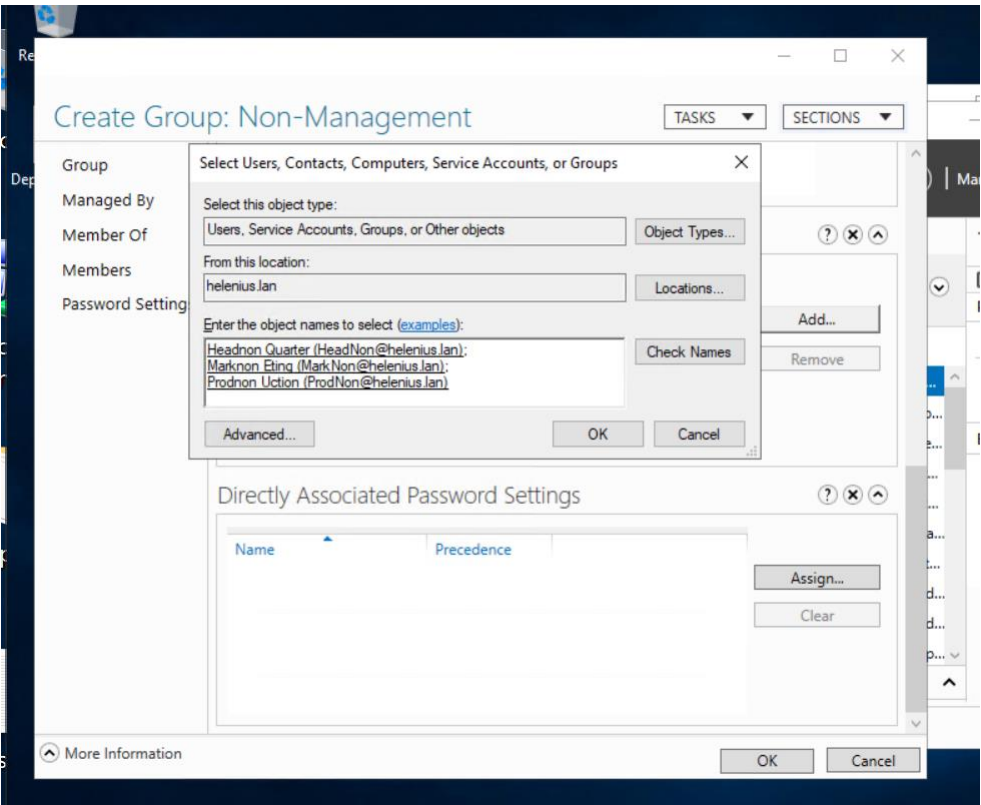 Re
Create Group: Non-Management
TASKS
SECTIONS
Group
Managed By
Member Of
Members
Password Setting
Select Users, Contacts, Computers, Service Accounts, or Groups
Select this object type:
Users, Service Accounts, Groups, or Other objects
Object Types...
From this location:
helenius.lan
Locations...
Enter the object names to select (examples):
Headnon Quarter (HeadNon@helenius.lan);
Marknon Eting (MarkNon@helenius.lan);
Prodnon Uction (ProdNon@helenius.lan)
Check Names
Advanced...
OK
Cancel
Add...
Remove
Dep
Mar
Directly Associated Password Settings
Name
Precedence
Assign...
Clear
More Information
OK
Cancel